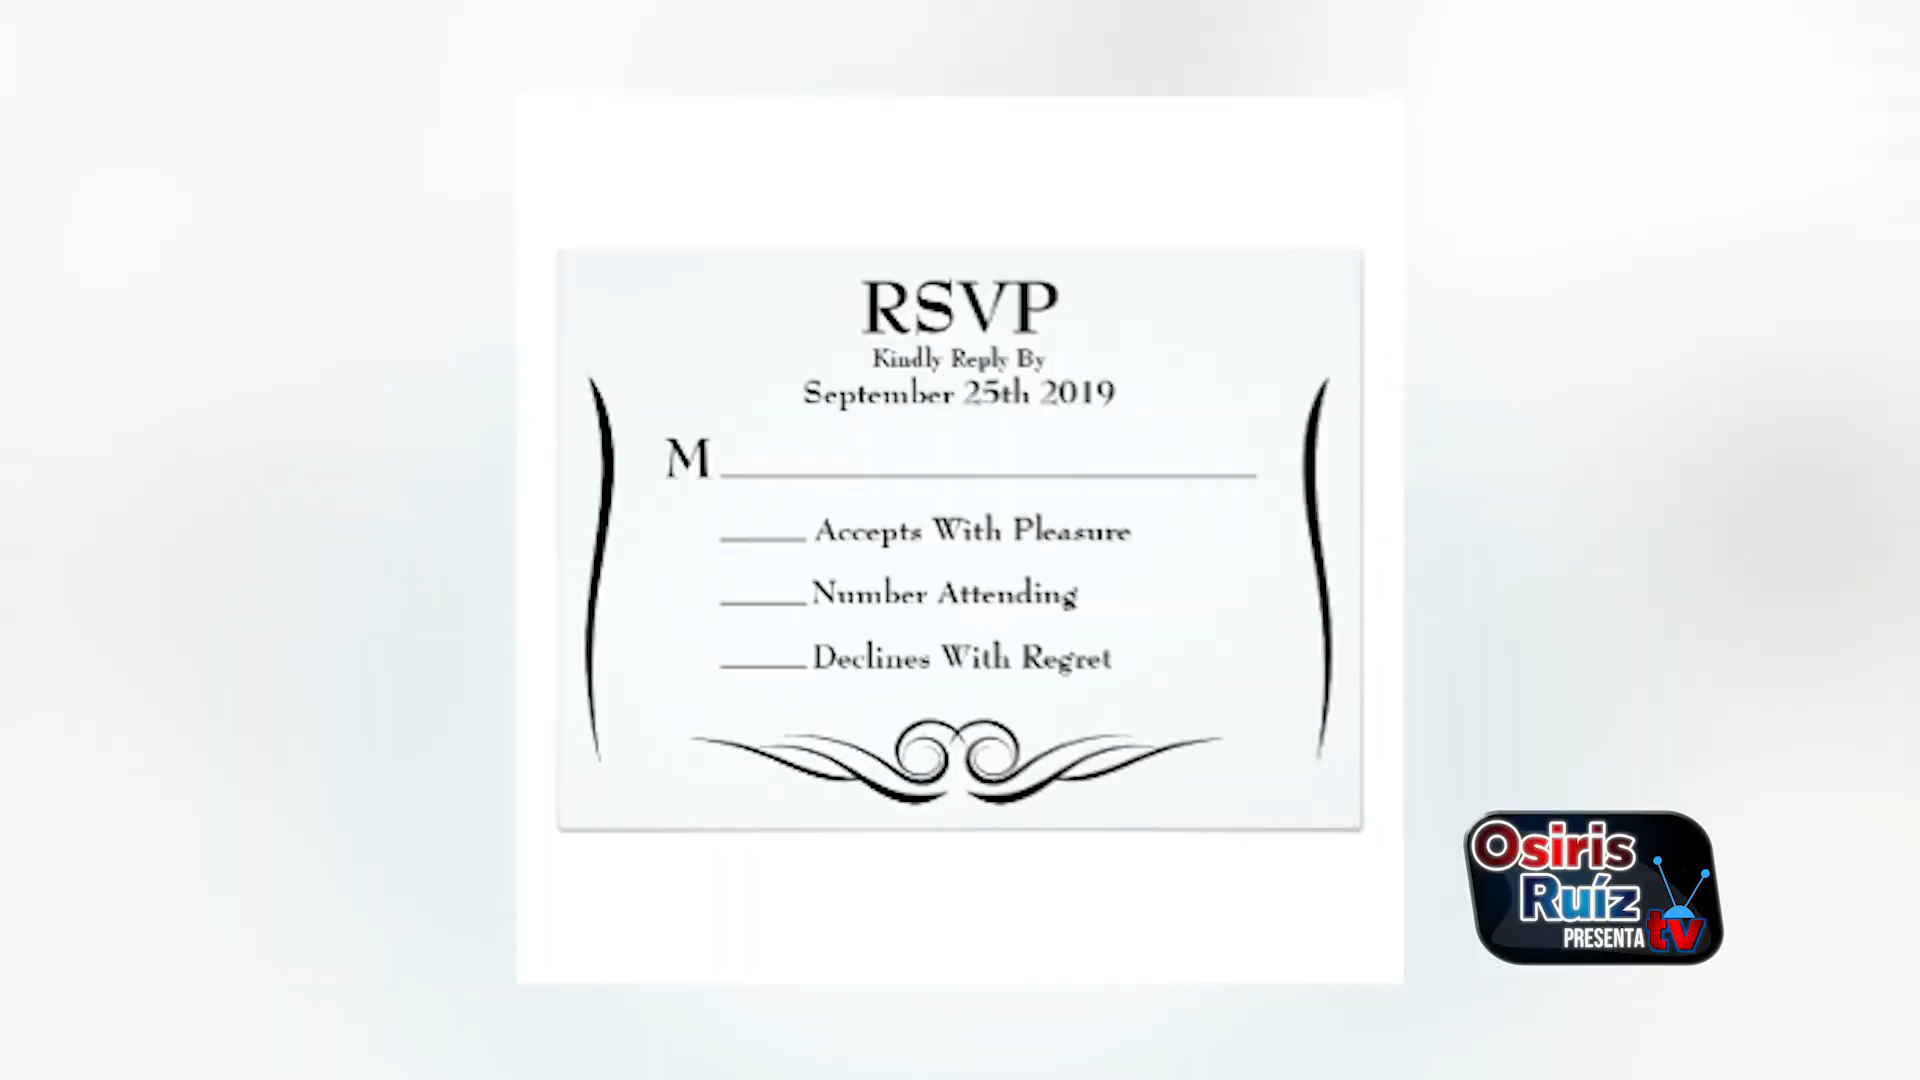 RSVP
Kindly Reply By
September 25th 2019
M
Accepts With Pleasure
Number Attending
Declines With Regret
Osiris
Ruíz
PRESENTA tv